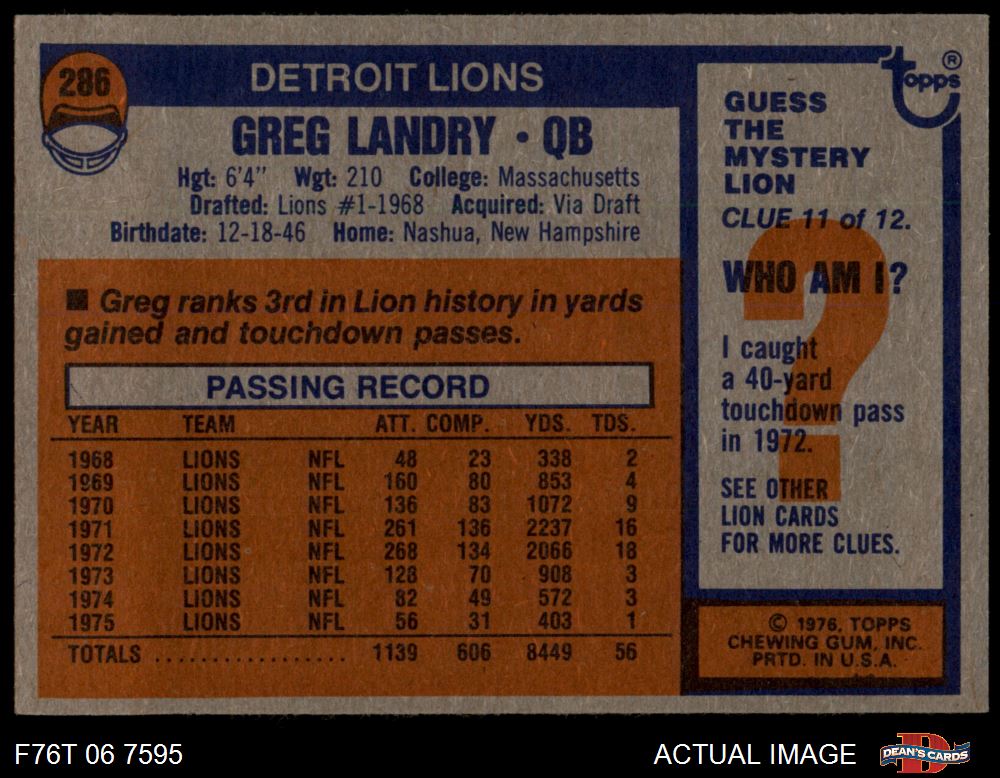 286
DETROIT LIONS
GREG LANDRY • QB
Hgt: 6'4" Wgt: 210 College: Massachusetts
Drafted: Lions #1-1968 Acquired: Via Draft
Birthdate: 12-18-46 Home: Nashua, New Hampshire
■ Greg ranks 3rd in Lion history in yards
gained and touchdown passes.
PASSING RECORD
YEAR TEAM ATT. COMP. YDS. TDS.
1968 LIONS NFL 48 23 338 2
1969 LIONS NFL 160 80 853 4
1970 LIONS NFL 136 83 1072 9
1971 LIONS NFL 261 136 2237 16
1972 LIONS NFL 268 134 2066 18
1973 LIONS NFL 128 70 908 3
1974 LIONS NFL 82 49 572 3
1975 LIONS NFL 56 31 403 1
TOTALS .................. 1139 606 8449 56
topps ®
GUESS
THE
MYSTERY
LION
CLUE 11 of 12.
WHO AM I?
I caught
a 40-yard
touchdown pass
in 1972.
SEE OTHER
LION CARDS
FOR MORE CLUES.
?
© 1976, TOPPS
CHEWING GUM, INC.
PRTD. IN U.S.A.
F76T 06 7595
ACTUAL IMAGE
DEAN'S CARDS